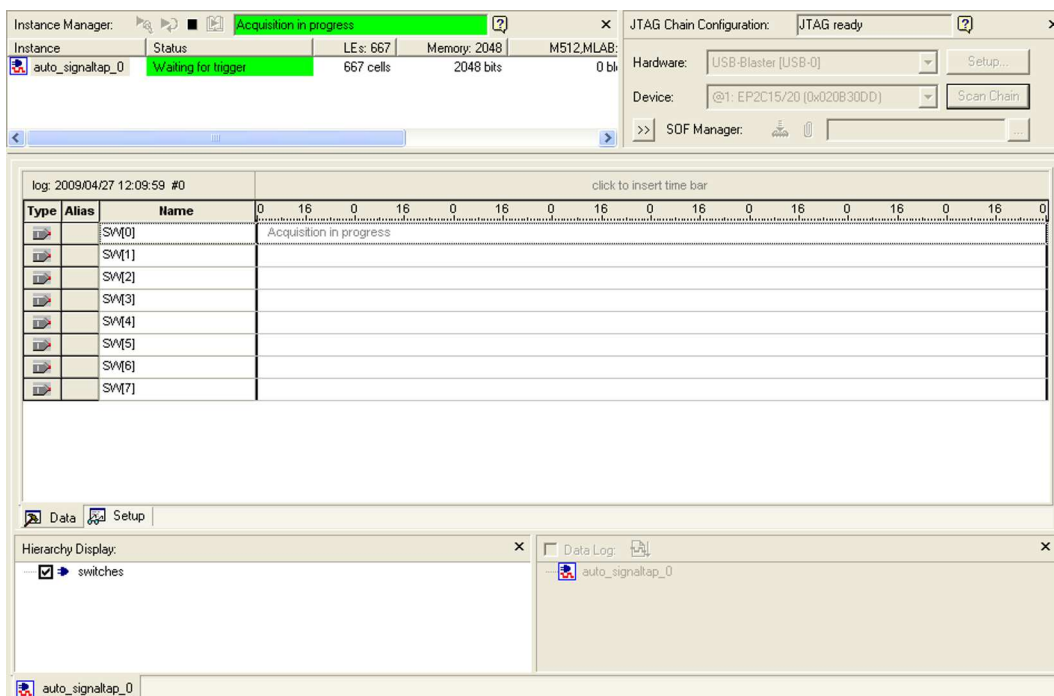 Instance Manager: Acquisition in progress
Instance Status LEs: 667 Memory: 2048 M512,MLAB:
auto_signaltap_0 Waiting for trigger 667 cells 2048 bits 0 bl
JTAG Chain Configuration: JTAG ready
Hardware: USB-Blaster [USB-0] Setup...
Device: @1: EP2C15/20 (0x020B30DD) Scan Chain
>> SOF Manager: ...
log: 2009/04/27 12:09:59 #0 click to insert time bar
Type Alias Name 0 16 0 16 0 16 0 16 0 16 0 16 0 16 0 16 0
SW[0] Acquisition in progress
SW[1]
SW[2]
SW[3]
SW[4]
SW[5]
SW[6]
SW[7]
Data Setup
Hierarchy Display:
switches
Data Log:
auto_signaltap_0
auto_signaltap_0